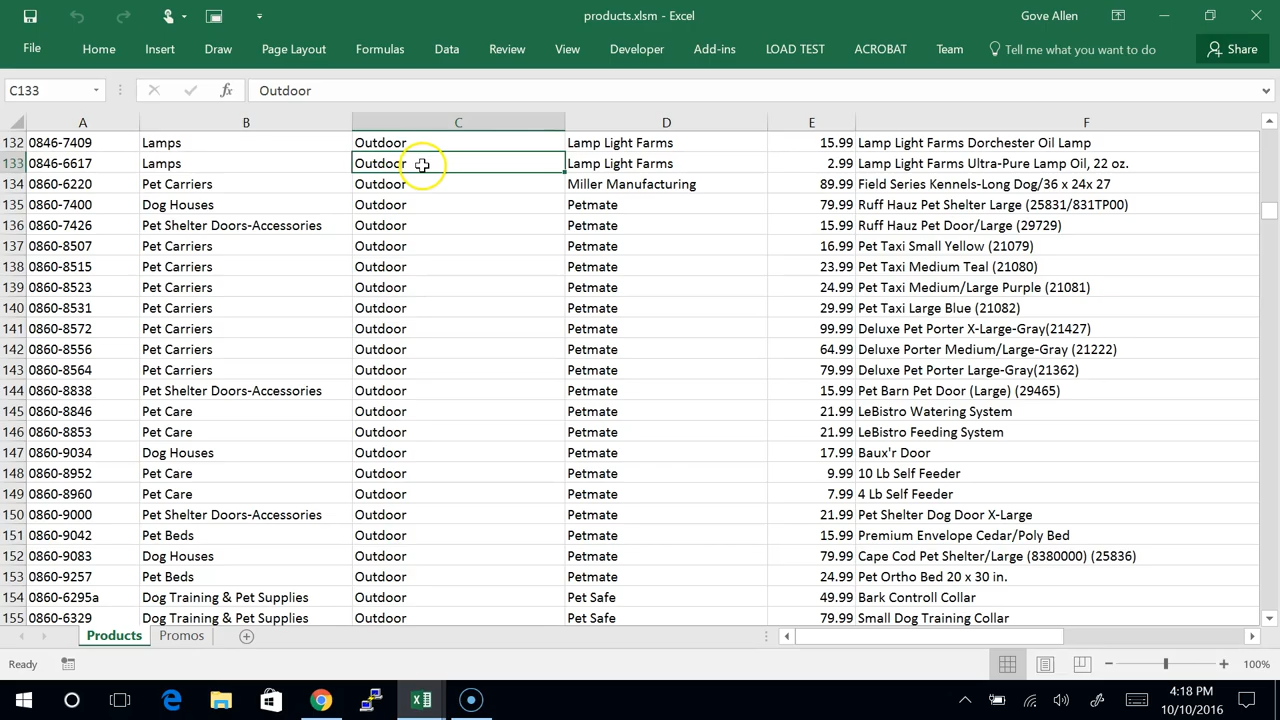 products.xlsm - Excel
Gove Allen
File Home Insert Draw Page Layout Formulas Data Review View Developer Add-ins LOAD TEST ACROBAT Team Tell me what you want to do Share
C133 fx Outdoor
A B C D E F
132 0846-7409 Lamps Outdoor Lamp Light Farms 15.99 Lamp Light Farms Dorchester Oil Lamp
133 0846-6617 Lamps Outdoor Lamp Light Farms 2.99 Lamp Light Farms Ultra-Pure Lamp Oil, 22 oz.
134 0860-6220 Pet Carriers Outdoor Miller Manufacturing 89.99 Field Series Kennels-Long Dog/36 x 24x 27
135 0860-7400 Dog Houses Outdoor Petmate 79.99 Ruff Hauz Pet Shelter Large (25831/831TP00)
136 0860-7426 Pet Shelter Doors-Accessories Outdoor Petmate 15.99 Ruff Hauz Pet Door/Large (29729)
137 0860-8507 Pet Carriers Outdoor Petmate 16.99 Pet Taxi Small Yellow (21079)
138 0860-8515 Pet Carriers Outdoor Petmate 23.99 Pet Taxi Medium Teal (21080)
139 0860-8523 Pet Carriers Outdoor Petmate 24.99 Pet Taxi Medium/Large Purple (21081)
140 0860-8531 Pet Carriers Outdoor Petmate 29.99 Pet Taxi Large Blue (21082)
141 0860-8572 Pet Carriers Outdoor Petmate 99.99 Deluxe Pet Porter X-Large-Gray(21427)
142 0860-8556 Pet Carriers Outdoor Petmate 64.99 Deluxe Porter Medium/Large-Gray (21222)
143 0860-8564 Pet Carriers Outdoor Petmate 79.99 Deluxe Pet Porter Large-Gray(21362)
144 0860-8838 Pet Shelter Doors-Accessories Outdoor Petmate 15.99 Pet Barn Pet Door (Large) (29465)
145 0860-8846 Pet Care Outdoor Petmate 21.99 LeBistro Watering System
146 0860-8853 Pet Care Outdoor Petmate 21.99 LeBistro Feeding System
147 0860-9034 Dog Houses Outdoor Petmate 17.99 Baux'r Door
148 0860-8952 Pet Care Outdoor Petmate 9.99 10 Lb Self Feeder
149 0860-8960 Pet Care Outdoor Petmate 7.99 4 Lb Self Feeder
150 0860-9000 Pet Shelter Doors-Accessories Outdoor Petmate 21.99 Pet Shelter Dog Door X-Large
151 0860-9042 Pet Beds Outdoor Petmate 15.99 Premium Envelope Cedar/Poly Bed
152 0860-9083 Dog Houses Outdoor Petmate 79.99 Cape Cod Pet Shelter/Large (8380000) (25836)
153 0860-9257 Pet Beds Outdoor Petmate 24.99 Pet Ortho Bed 20 x 30 in.
154 0860-6295a Dog Training & Pet Supplies Outdoor Pet Safe 49.99 Bark Controll Collar
155 0860-6329 Dog Training & Pet Supplies Outdoor Pet Safe 79.99 Small Dog Training Collar
Products Promos
Ready 100%
4:18 PM
10/10/2016